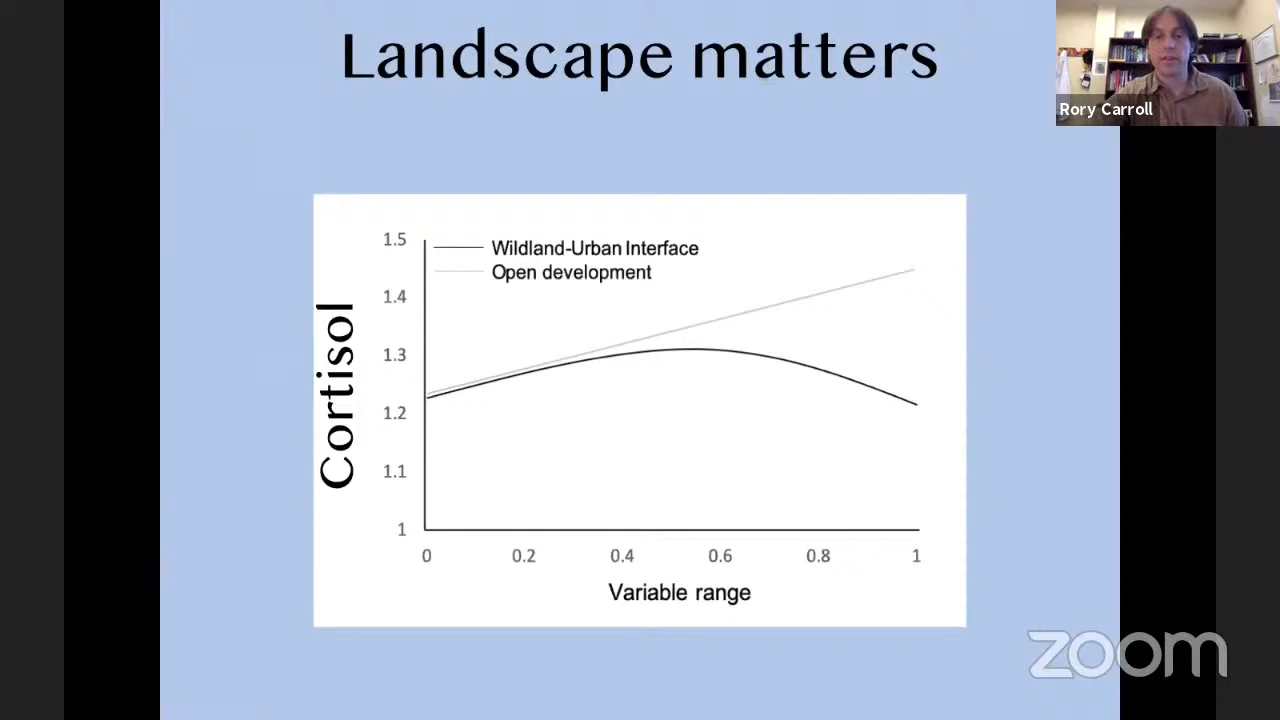 Landscape matters
Rory Carroll
Wildland-Urban Interface
Open development
Cortisol
1.5
1.4
1.3
1.2
1.1
1
0
0.2
0.4
0.6
0.8
1
Variable range
zoom